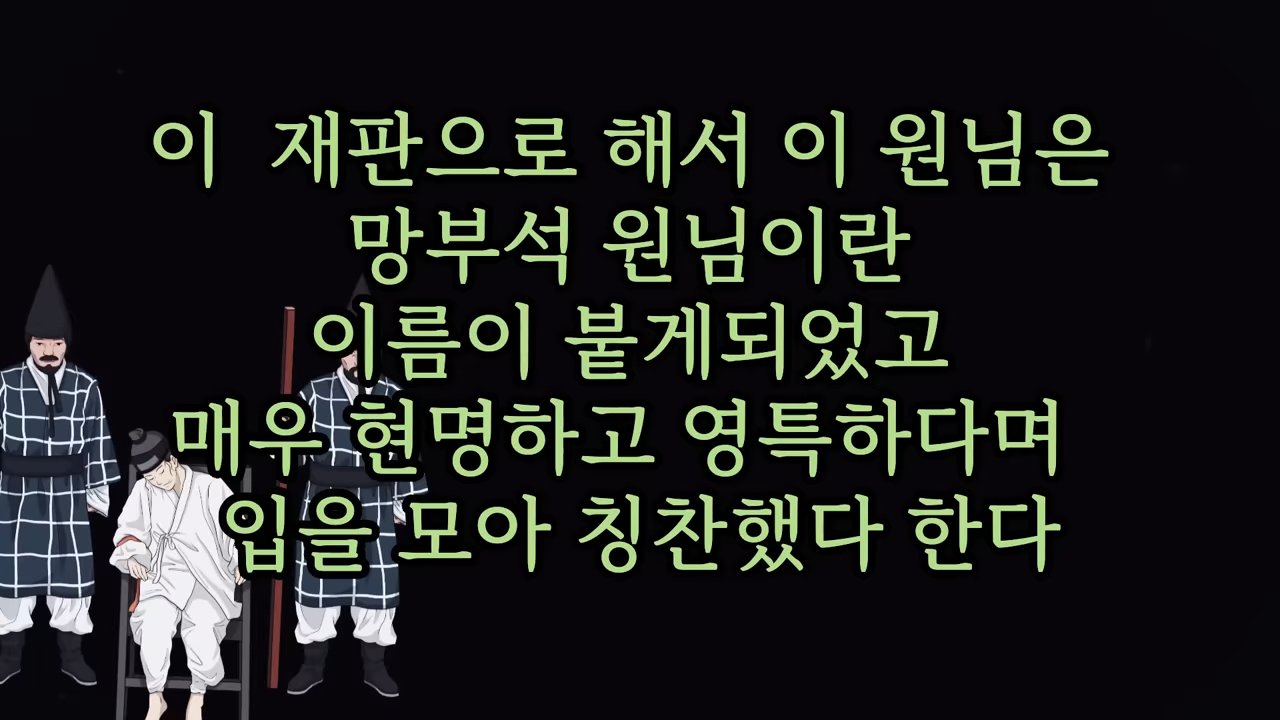 이 재판으로 해서 이 원님은
망부석 원님이란
이름이 붙게되었고
매우 현명하고 영특하다며
입을 모아 칭찬했다 한다